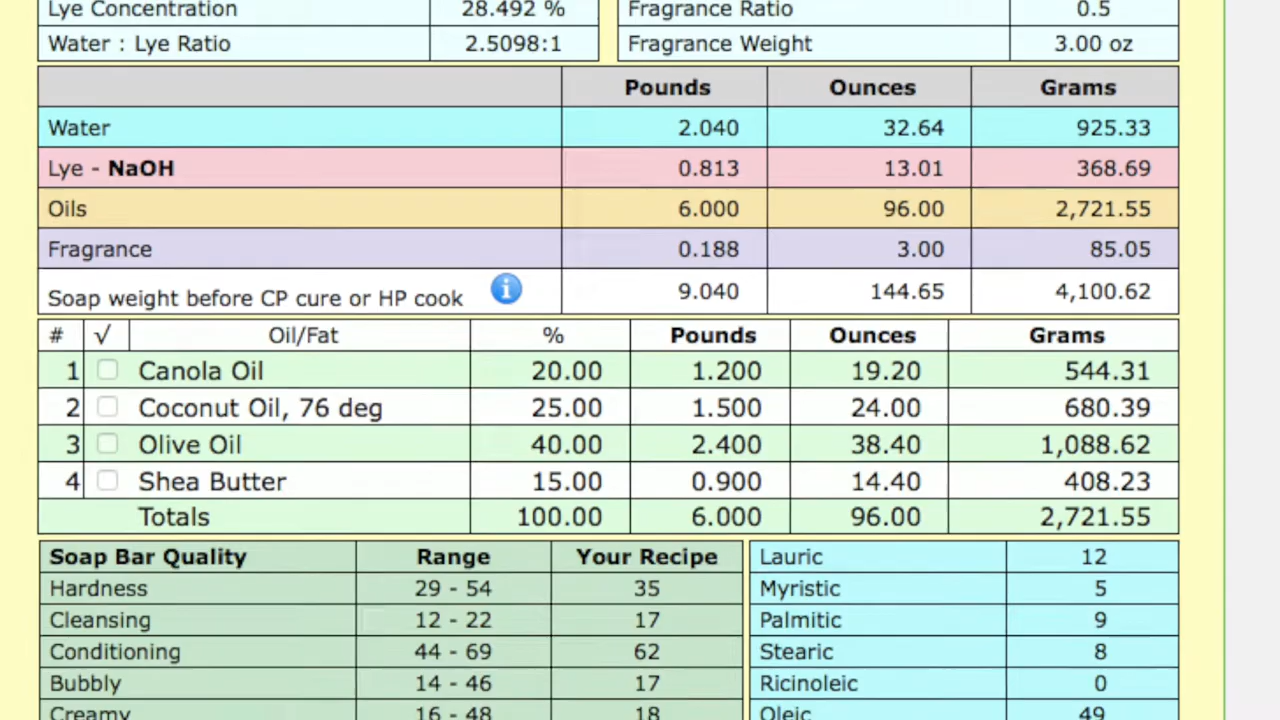 Lye Concentration 28.492 % Fragrance Ratio 0.5
Water : Lye Ratio 2.5098:1 Fragrance Weight 3.00 oz
Pounds Ounces Grams
Water 2.040 32.64 925.33
Lye - NaOH 0.813 13.01 368.69
Oils 6.000 96.00 2,721.55
Fragrance 0.188 3.00 85.05
Soap weight before CP cure or HP cook i 9.040 144.65 4,100.62
# √ Oil/Fat % Pounds Ounces Grams
1 Canola Oil 20.00 1.200 19.20 544.31
2 Coconut Oil, 76 deg 25.00 1.500 24.00 680.39
3 Olive Oil 40.00 2.400 38.40 1,088.62
4 Shea Butter 15.00 0.900 14.40 408.23
Totals 100.00 6.000 96.00 2,721.55
Soap Bar Quality Range Your Recipe Lauric 12
Hardness 29 - 54 35 Myristic 5
Cleansing 12 - 22 17 Palmitic 9
Conditioning 44 - 69 62 Stearic 8
Bubbly 14 - 46 17 Ricinoleic 0
Creamy 16 - 48 18 Oleic 49